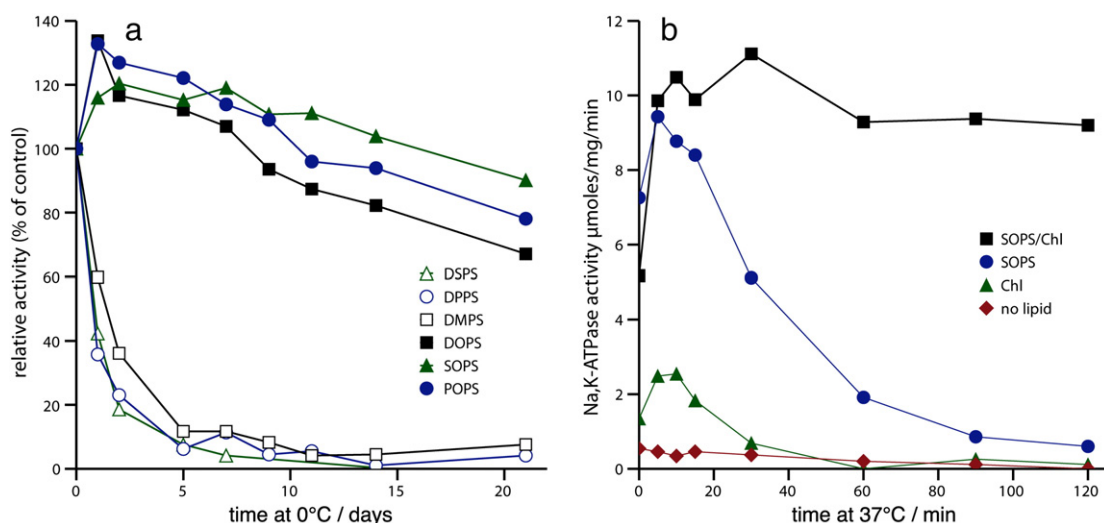 a
relative activity (% of control)
140
120
100
80
60
40
20
0
0
5
10
15
20
time at 0°C / days
DSPS
DPPS
DMPS
DOPS
SOPS
POPS
b
Na,K-ATPase activity μmoles/mg/min
12
10
8
6
4
2
0
0
20
40
60
80
100
120
time at 37°C / min
SOPS/Chl
SOPS
Chl
no lipid